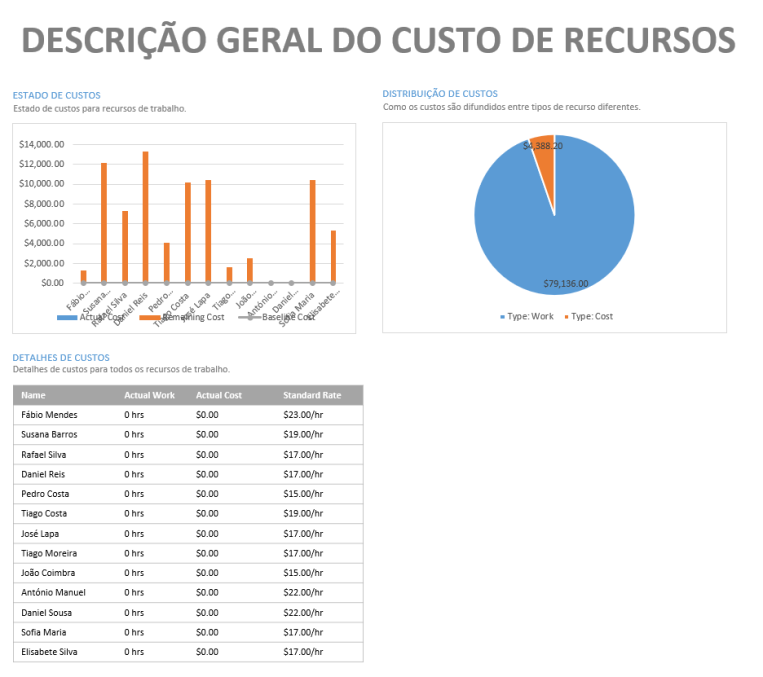 DESCRIÇÃO GERAL DO CUSTO DE RECURSOS
ESTADO DE CUSTOS
Estado de custos para recursos de trabalho.
$14,000.00
$12,000.00
$10,000.00
$8,000.00
$6,000.00
$4,000.00
$2,000.00
$0.00
Fábio...
Susana...
Rafael Silva
Daniel Reis
Pedro...
Tiago Costa
José Lapa
Tiago...
João...
António...
Daniel...
Sofia Maria
Elisabete...
Actual Cost Remaining Cost Baseline Cost
DISTRIBUIÇÃO DE CUSTOS
Como os custos são difundidos entre tipos de recurso diferentes.
$4,388.20
$79,136.00
Type: Work Type: Cost
DETALHES DE CUSTOS
Detalhes de custos para todos os recursos de trabalho.
Name Actual Work Actual Cost Standard Rate
Fábio Mendes 0 hrs $0.00 $23.00/hr
Susana Barros 0 hrs $0.00 $19.00/hr
Rafael Silva 0 hrs $0.00 $17.00/hr
Daniel Reis 0 hrs $0.00 $17.00/hr
Pedro Costa 0 hrs $0.00 $15.00/hr
Tiago Costa 0 hrs $0.00 $19.00/hr
José Lapa 0 hrs $0.00 $17.00/hr
Tiago Moreira 0 hrs $0.00 $17.00/hr
João Coimbra 0 hrs $0.00 $15.00/hr
António Manuel 0 hrs $0.00 $22.00/hr
Daniel Sousa 0 hrs $0.00 $22.00/hr
Sofia Maria 0 hrs $0.00 $17.00/hr
Elisabete Silva 0 hrs $0.00 $17.00/hr